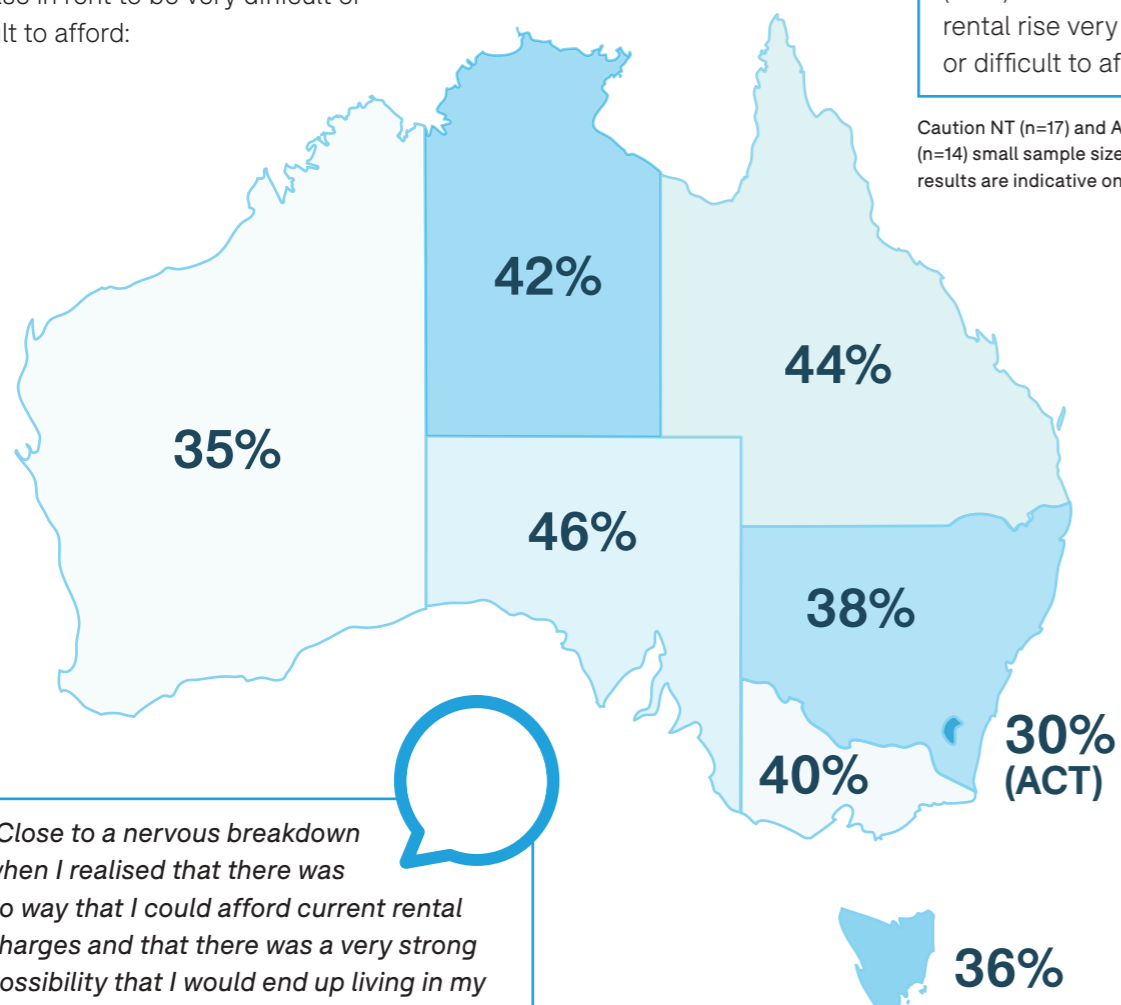 lt to afford:
rental rise very
or difficult to af
Caution NT (n=17) and A
(n=14) small sample size
results are indicative on
42%
44%
35%
46%
38%
30%
(ACT)
40%
Close to a nervous breakdown
when I realised that there was
o way that I could afford current rental
harges and that there was a very strong
ossibility that I would end up living in my
36%